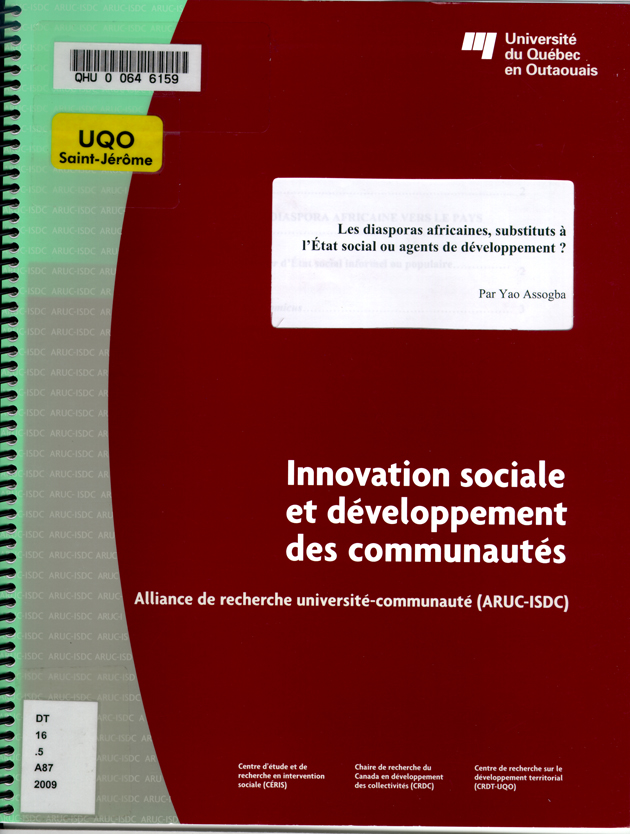 Université
du Québec
en Outaouais
QHU 0 064 6159
UQO
Saint-Jérôme
Les diasporas africaines, substituts à
l'État social ou agents de développement ?
Par Yao Assogba
Innovation sociale
et développement
des communautés
Alliance de recherche université-communauté (ARUC-ISDC)
DT
16
.5
A87
2009
Centre d'étude et de
recherche en intervention
sociale (CÉRIS)
Chaire de recherche du
Canada en développement
des collectivités (CRDC)
Centre de recherche sur le
développement territorial
(CRDT-UQO)